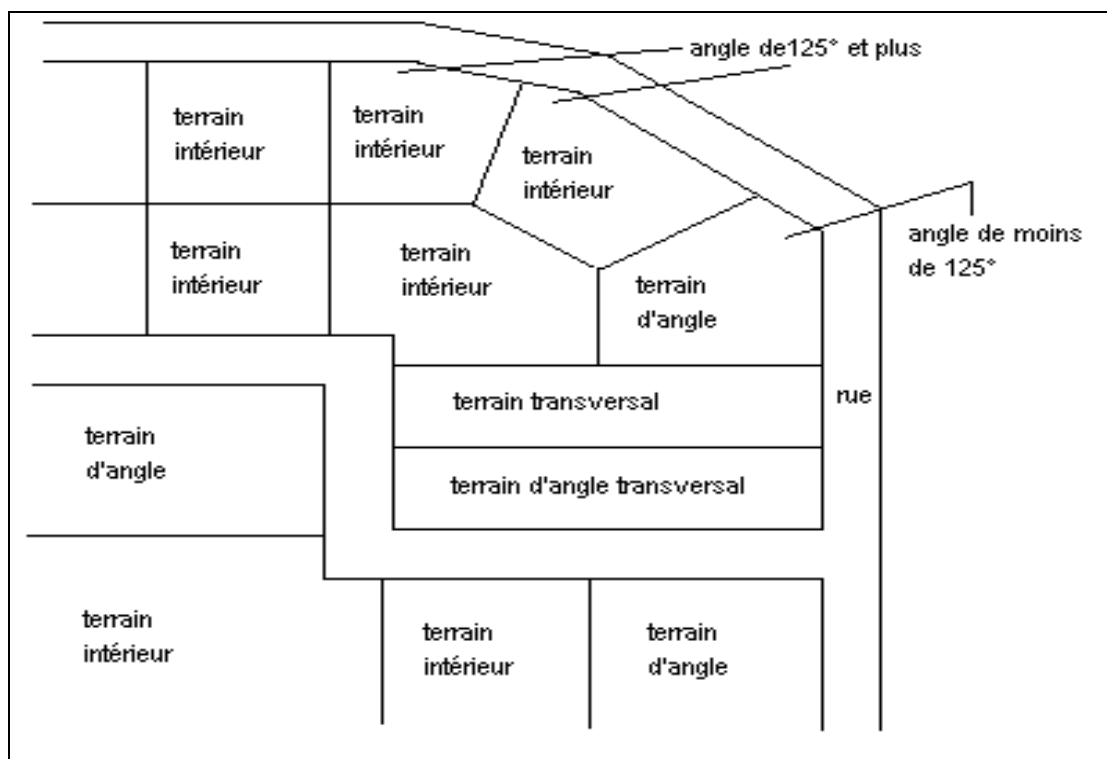 angle de125° et plus
terrain
intérieur
terrain
intérieur
terrain
intérieur
terrain
intérieur
terrain
intérieur
terrain
d'angle
angle de moins
de 125°
terrain transversal
rue
terrain
d'angle
terrain d'angle transversal
terrain
intérieur
terrain
intérieur
terrain
d'angle